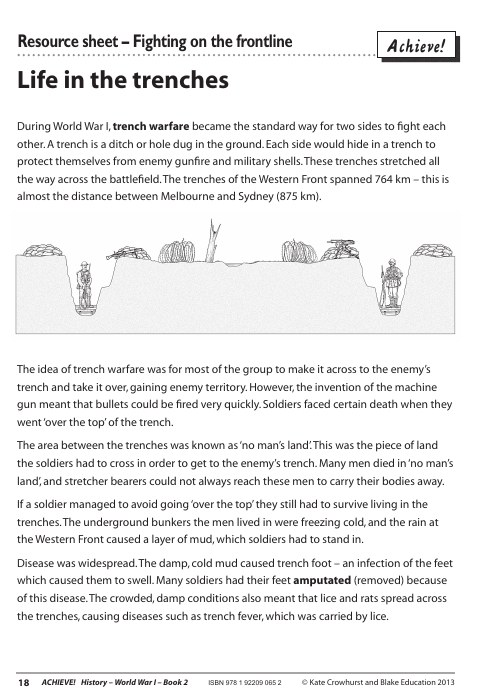 Resource sheet – Fighting on the frontline
Achieve!
Life in the trenches
During World War I, trench warfare became the standard way for two sides to fight each
other. A trench is a ditch or hole dug in the ground. Each side would hide in a trench to
protect themselves from enemy gunfire and military shells. These trenches stretched all
the way across the battlefield. The trenches of the Western Front spanned 764 km – this is
almost the distance between Melbourne and Sydney (875 km).
The idea of trench warfare was for most of the group to make it across to the enemy's
trench and take it over, gaining enemy territory. However, the invention of the machine
gun meant that bullets could be fired very quickly. Soldiers faced certain death when they
went 'over the top' of the trench.
The area between the trenches was known as 'no man's land'. This was the piece of land
the soldiers had to cross in order to get to the enemy's trench. Many men died in 'no man's
land', and stretcher bearers could not always reach these men to carry their bodies away.
If a soldier managed to avoid going 'over the top' they still had to survive living in the
trenches. The underground bunkers the men lived in were freezing cold, and the rain at
the Western Front caused a layer of mud, which soldiers had to stand in.
Disease was widespread. The damp, cold mud caused trench foot – an infection of the feet
which caused them to swell. Many soldiers had their feet amputated (removed) because
of this disease. The crowded, damp conditions also meant that lice and rats spread across
the trenches, causing diseases such as trench fever, which was carried by lice.
18 ACHIEVE! History – World War I – Book 2 ISBN 978 1 92209 065 2 © Kate Crowhurst and Blake Education 2013